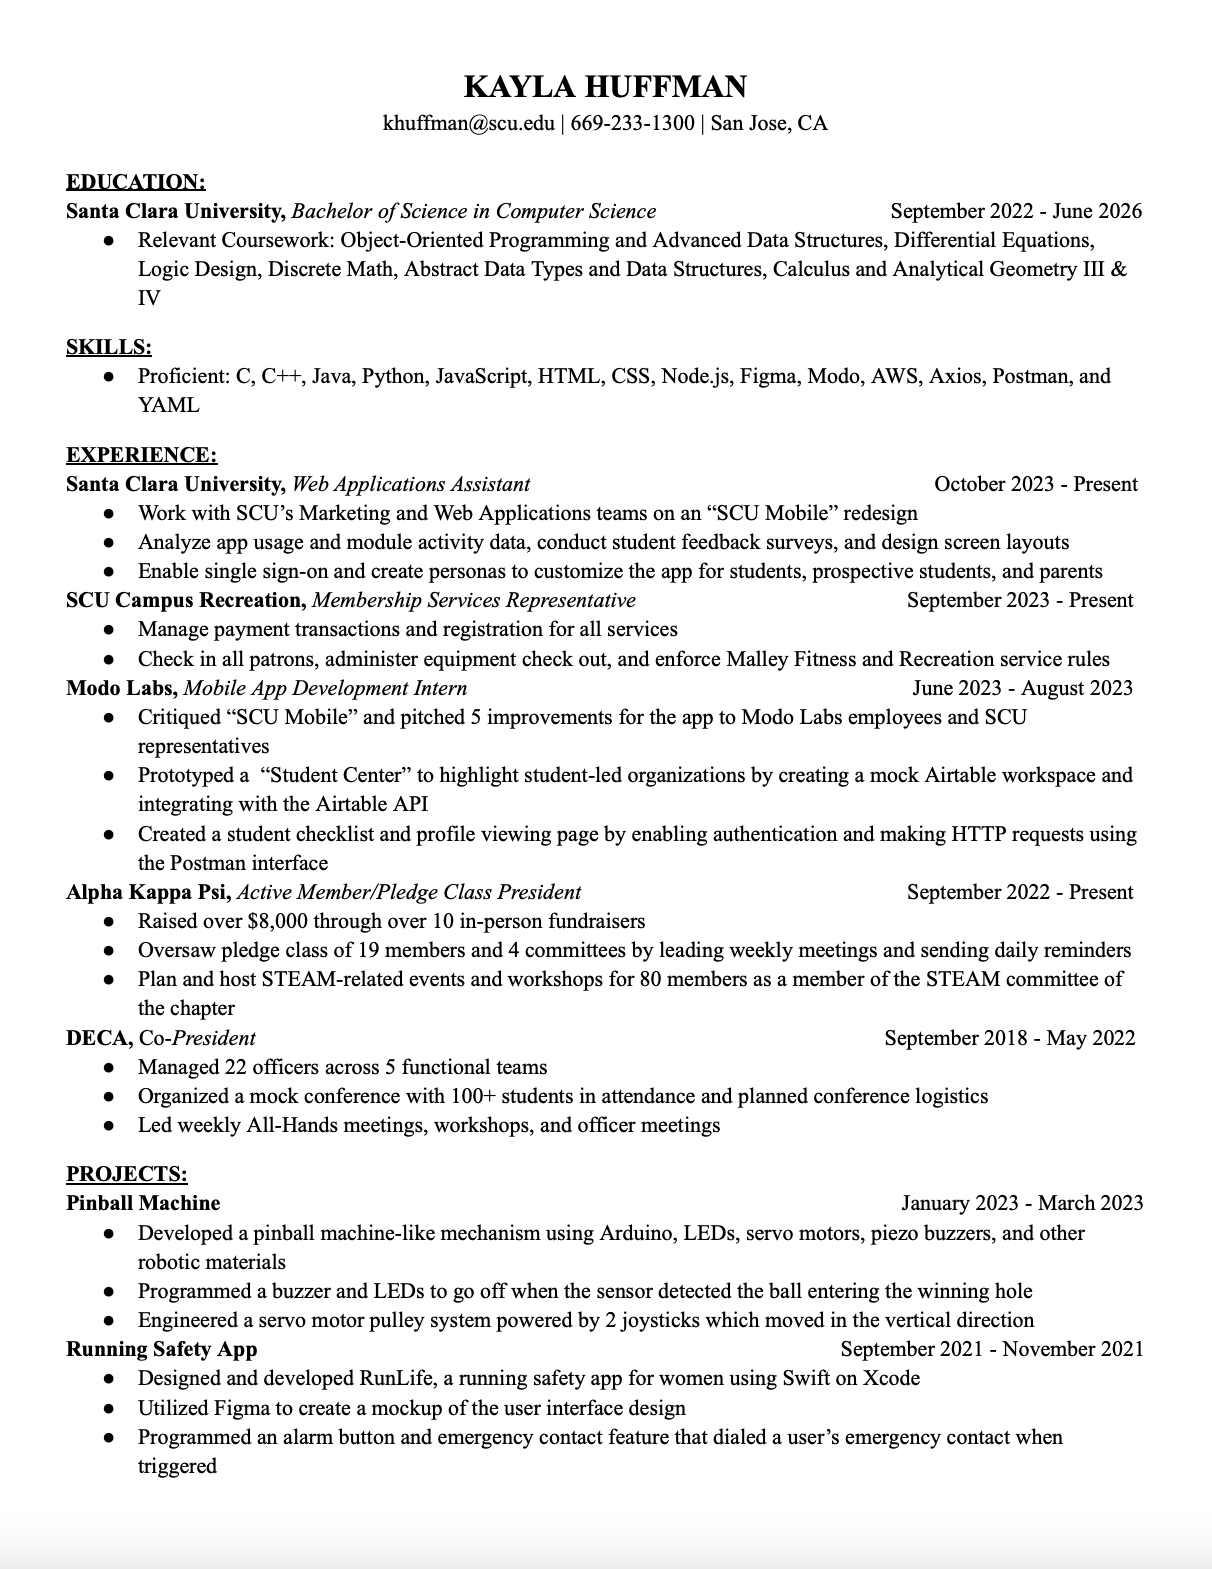 KAYLA HUFFMAN
khuffman@scu.edu | 669-233-1300 | San Jose, CA
EDUCATION:
Santa Clara University, Bachelor of Science in Computer Science September 2022 - June 2026
● Relevant Coursework: Object-Oriented Programming and Advanced Data Structures, Differential Equations,
Logic Design, Discrete Math, Abstract Data Types and Data Structures, Calculus and Analytical Geometry III &
IV
SKILLS:
● Proficient: C, C++, Java, Python, JavaScript, HTML, CSS, Node.js, Figma, Modo, AWS, Axios, Postman, and
YAML
EXPERIENCE:
Santa Clara University, Web Applications Assistant October 2023 - Present
● Work with SCU’s Marketing and Web Applications teams on an “SCU Mobile” redesign
● Analyze app usage and module activity data, conduct student feedback surveys, and design screen layouts
● Enable single sign-on and create personas to customize the app for students, prospective students, and parents
SCU Campus Recreation, Membership Services Representative September 2023 - Present
● Manage payment transactions and registration for all services
● Check in all patrons, administer equipment check out, and enforce Malley Fitness and Recreation service rules
Modo Labs, Mobile App Development Intern June 2023 - August 2023
● Critiqued “SCU Mobile” and pitched 5 improvements for the app to Modo Labs employees and SCU
representatives
● Prototyped a “Student Center” to highlight student-led organizations by creating a mock Airtable workspace and
integrating with the Airtable API
● Created a student checklist and profile viewing page by enabling authentication and making HTTP requests using
the Postman interface
Alpha Kappa Psi, Active Member/Pledge Class President September 2022 - Present
● Raised over $8,000 through over 10 in-person fundraisers
● Oversaw pledge class of 19 members and 4 committees by leading weekly meetings and sending daily reminders
● Plan and host STEAM-related events and workshops for 80 members as a member of the STEAM committee of
the chapter
DECA, Co-President September 2018 - May 2022
● Managed 22 officers across 5 functional teams
● Organized a mock conference with 100+ students in attendance and planned conference logistics
● Led weekly All-Hands meetings, workshops, and officer meetings
PROJECTS:
Pinball Machine January 2023 - March 2023
● Developed a pinball machine-like mechanism using Arduino, LEDs, servo motors, piezo buzzers, and other
robotic materials
● Programmed a buzzer and LEDs to go off when the sensor detected the ball entering the winning hole
● Engineered a servo motor pulley system powered by 2 joysticks which moved in the vertical direction
Running Safety App September 2021 - November 2021
● Designed and developed RunLife, a running safety app for women using Swift on Xcode
● Utilized Figma to create a mockup of the user interface design
● Programmed an alarm button and emergency contact feature that dialed a user’s emergency contact when
triggered